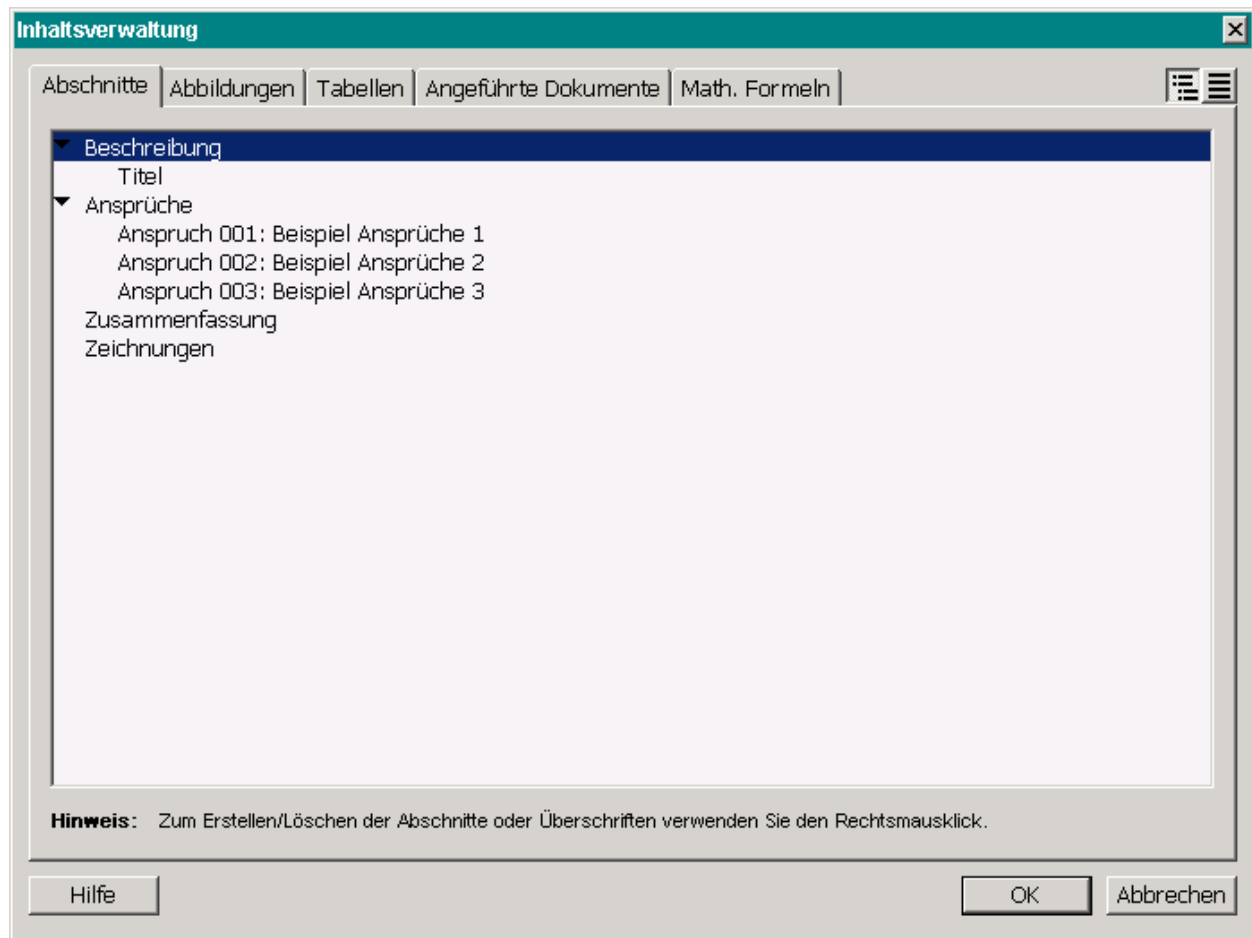 Inhaltsverwaltung
Abschnitte Abbildungen Tabellen Angeführte Dokumente Math. Formeln
Beschreibung
Titel
Ansprüche
Anspruch 001: Beispiel Ansprüche 1
Anspruch 002: Beispiel Ansprüche 2
Anspruch 003: Beispiel Ansprüche 3
Zusammenfassung
Zeichnungen
Hinweis: Zum Erstellen/Löschen der Abschnitte oder Überschriften verwenden Sie den Rechtsmausklick.
Hilfe OK Abbrechen